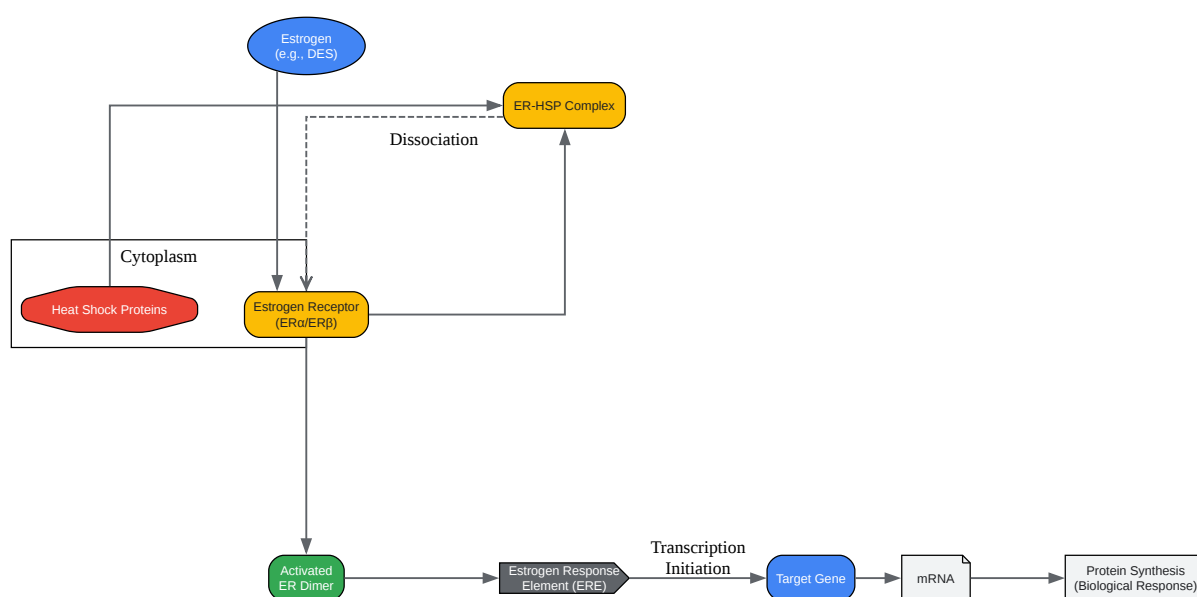 Estrogen
(e.g., DES)
ER-HSP Complex
Dissociation
Cytoplasm
Heat Shock Proteins
Estrogen Receptor
(ERα/ERβ)
Activated
ER Dimer
Estrogen Response
Element (ERE)
Transcription
Initiation
Target Gene
mRNA
Protein Synthesis
(Biological Response)